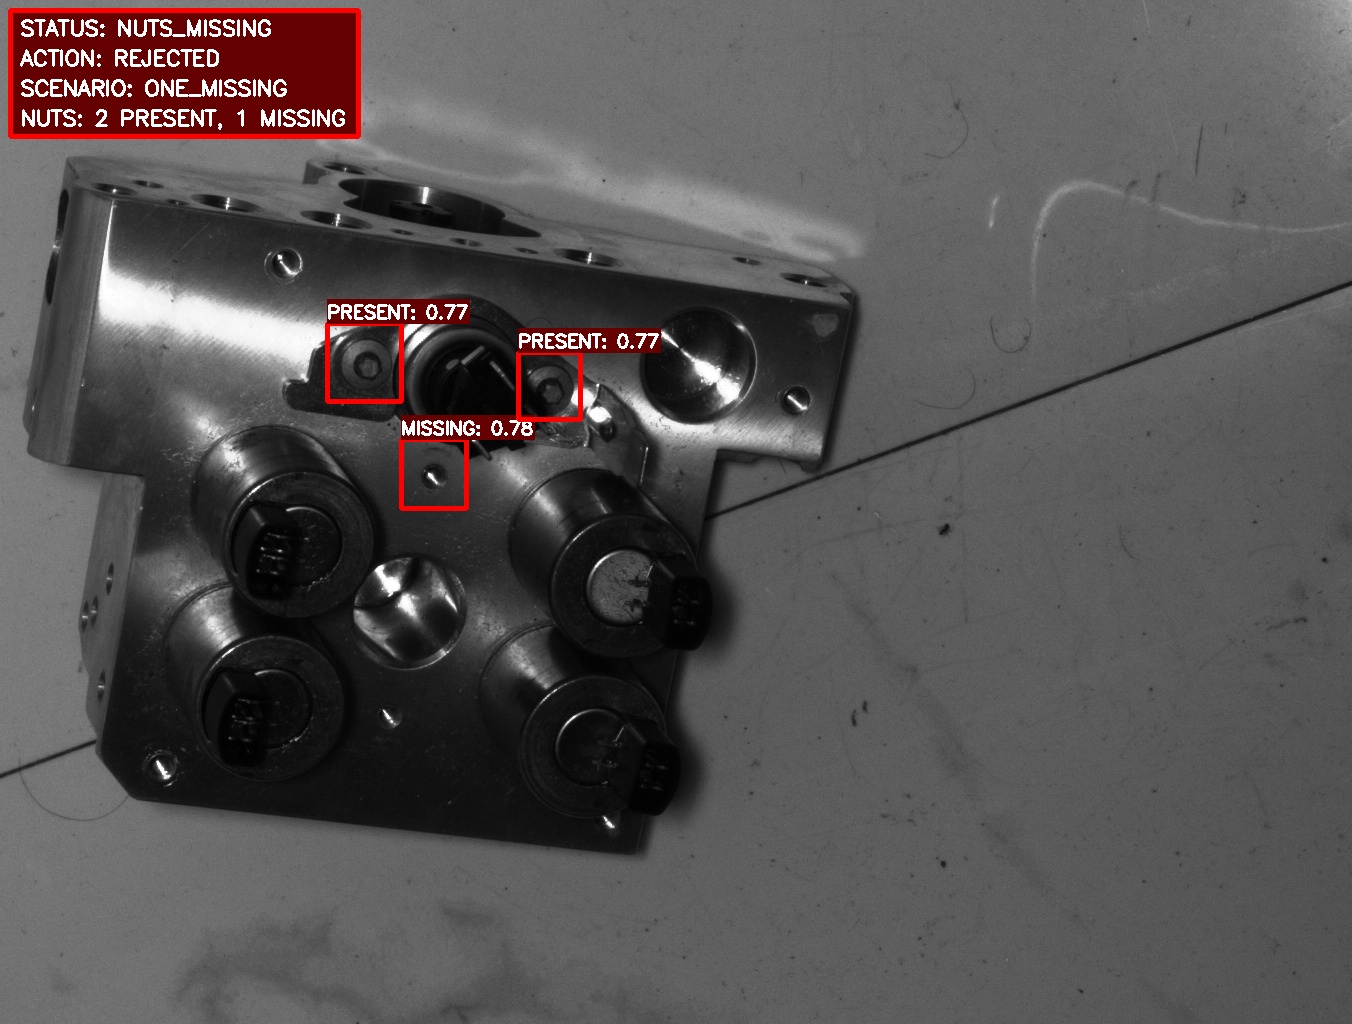 STATUS: NUTS_MISSING
ACTION: REJECTED
SCENARIO: ONE_MISSING
NUTS: 2 PRESENT, 1 MISSING
PRESENT: 0.77
PRESENT: 0.77
MISSING: 0.78